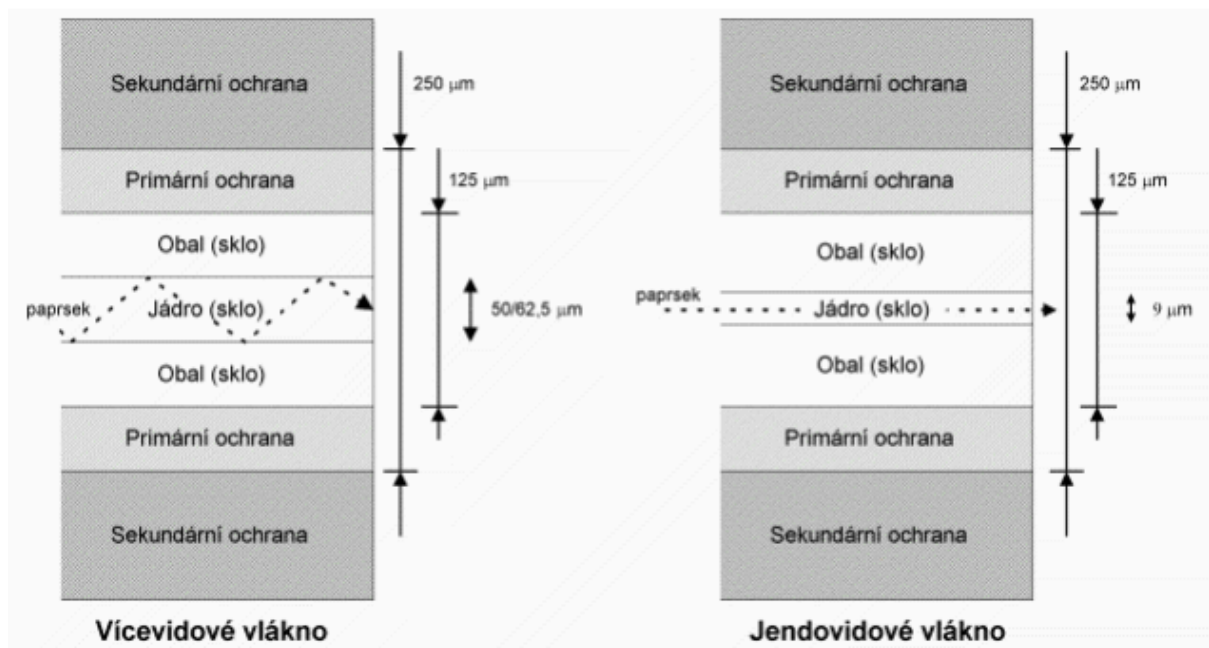 Sekundární ochrana
250 μm
Primární ochrana
125 μm
Obal (sklo)
paprsek
Jádro (sklo)
50/62,5 μm
Obal (sklo)
Primární ochrana
Sekundární ochrana
Vícevidové vlákno
Sekundární ochrana
250 μm
Primární ochrana
125 μm
Obal (sklo)
paprsek
Jádro (sklo)
9 μm
Obal (sklo)
Primární ochrana
Sekundární ochrana
Jendovidové vlákno